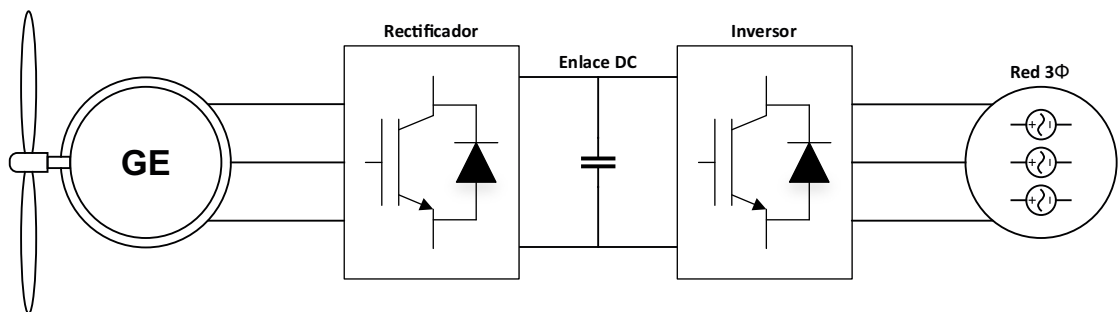 Rectificador
Enlace DC
Inversor
Red 3Φ
GE